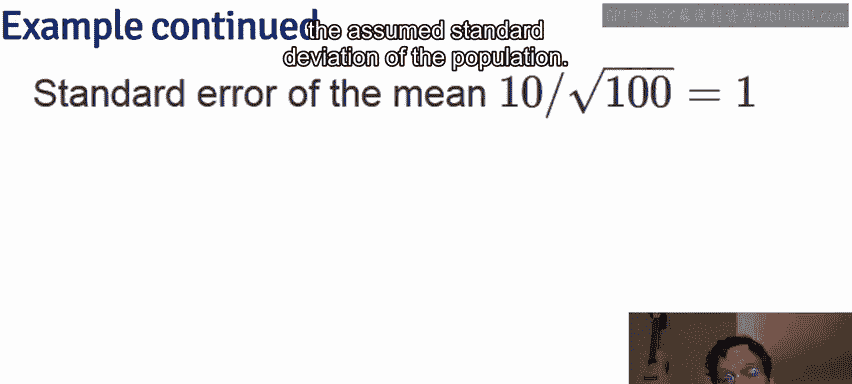 Example continued
the assumed standard
deviation of the population.
Standard error of the mean 10/√100 = 1